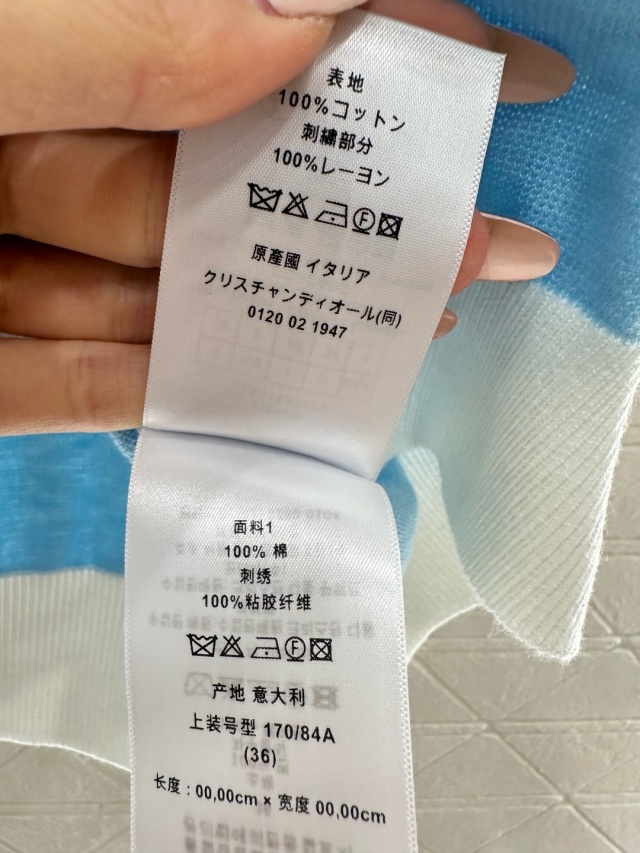 表地
100%コットン
刺繍部分
100%レーヨン
原產國 イタリア
クリスチャンディオール(同)
0120 02 1947
面料1
100% 棉
刺绣
100%粘胶纤维
产地 意大利
上装号型 170/84A
(36)
长度 : 00,00cm × 宽度 00,00cm